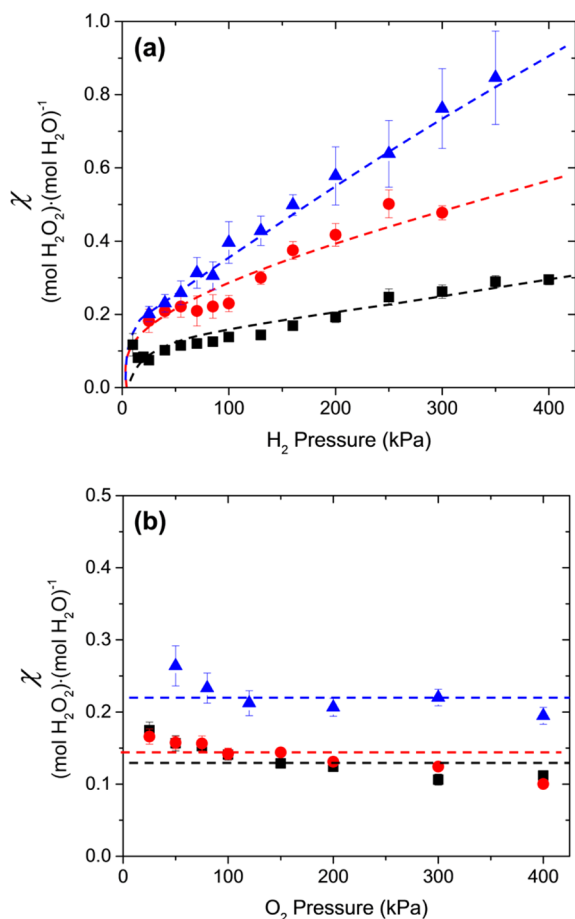 (a)
χ
(mol H₂O₂)·(mol H₂O)⁻¹
1.0
0.8
0.6
0.4
0.2
0.0
0 100 200 300 400
H₂ Pressure (kPa)
(b)
χ
(mol H₂O₂)·(mol H₂O)⁻¹
0.5
0.4
0.3
0.2
0.1
0.0
0 100 200 300 400
O₂ Pressure (kPa)